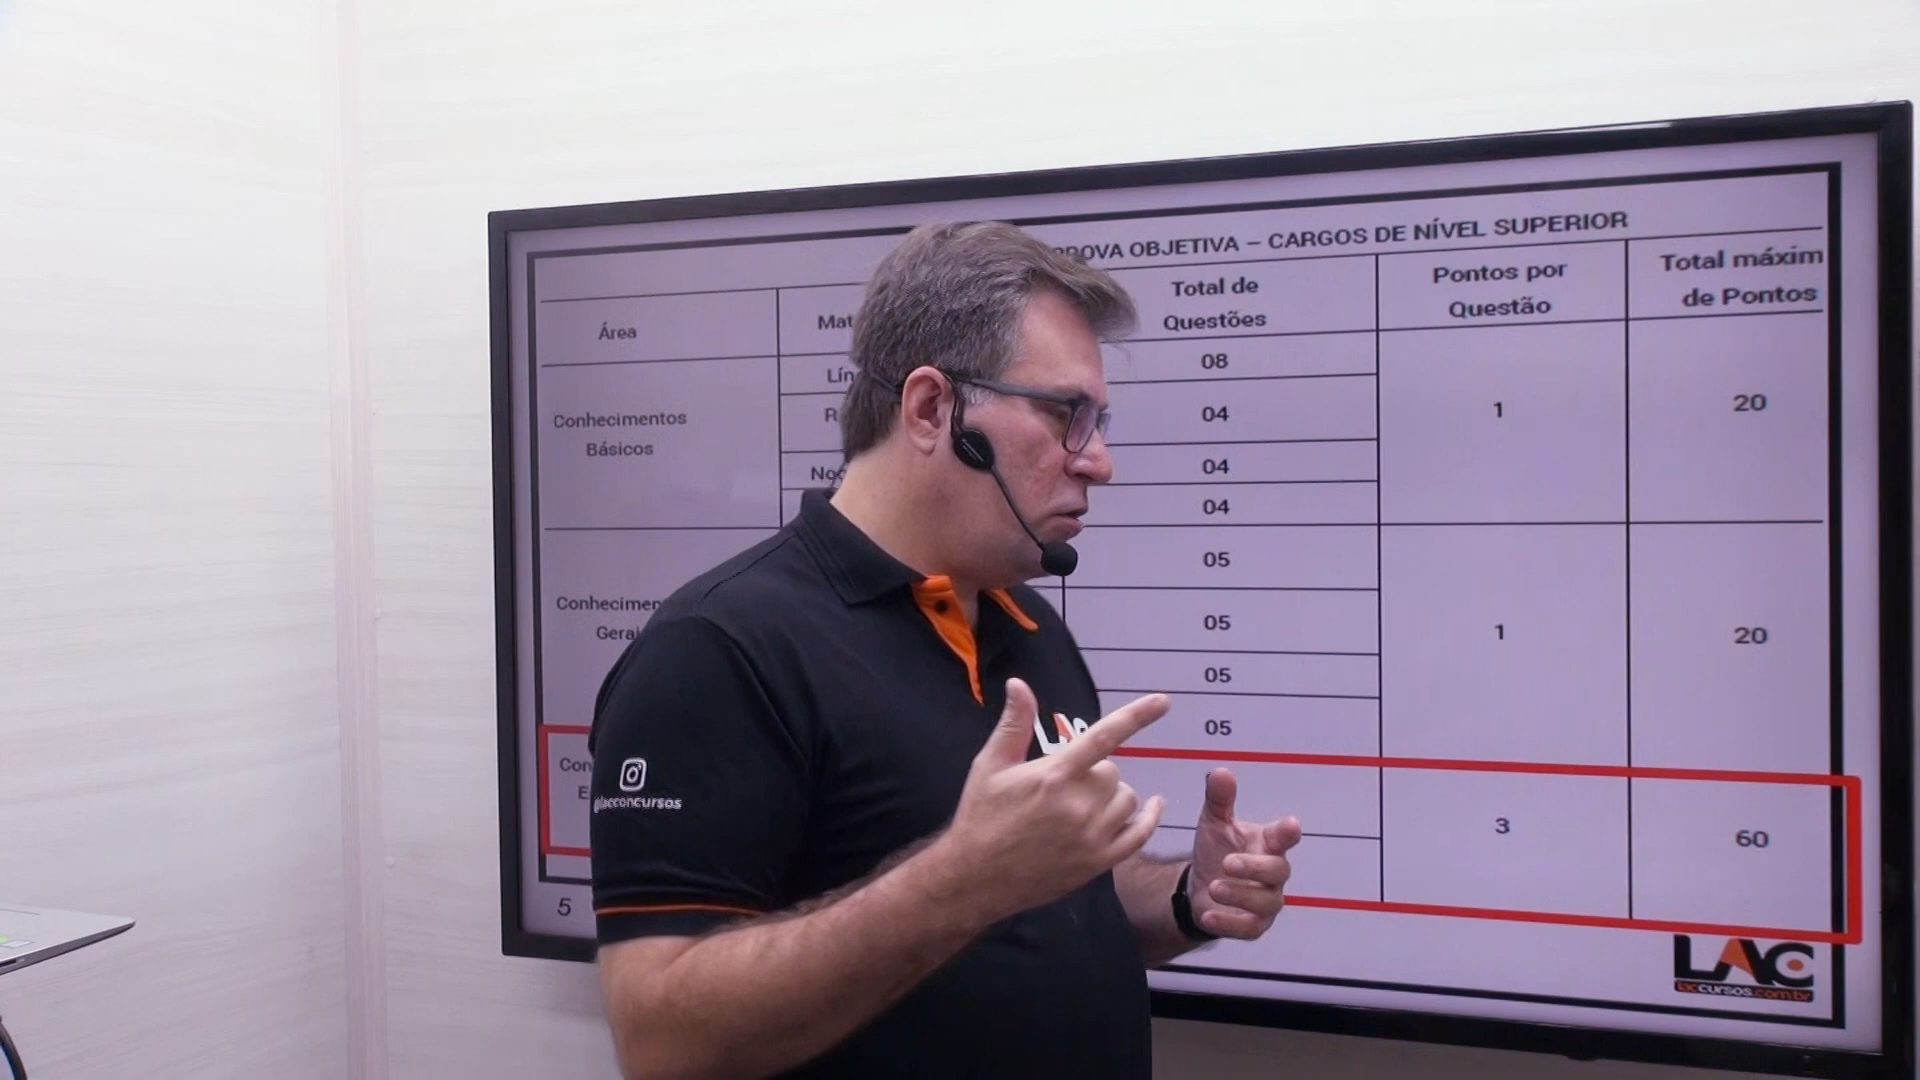 PROVA OBJETIVA – CARGOS DE NÍVEL SUPERIOR
Área
Total de
Questões
Pontos por
Questão
Total máxim
de Pontos
Conhecimentos
Básicos
08
04
04
04
1
20
Gerai
05
05
05
05
1
20
3
60
5
LAC
laccursos.com.br
@lacconcursos